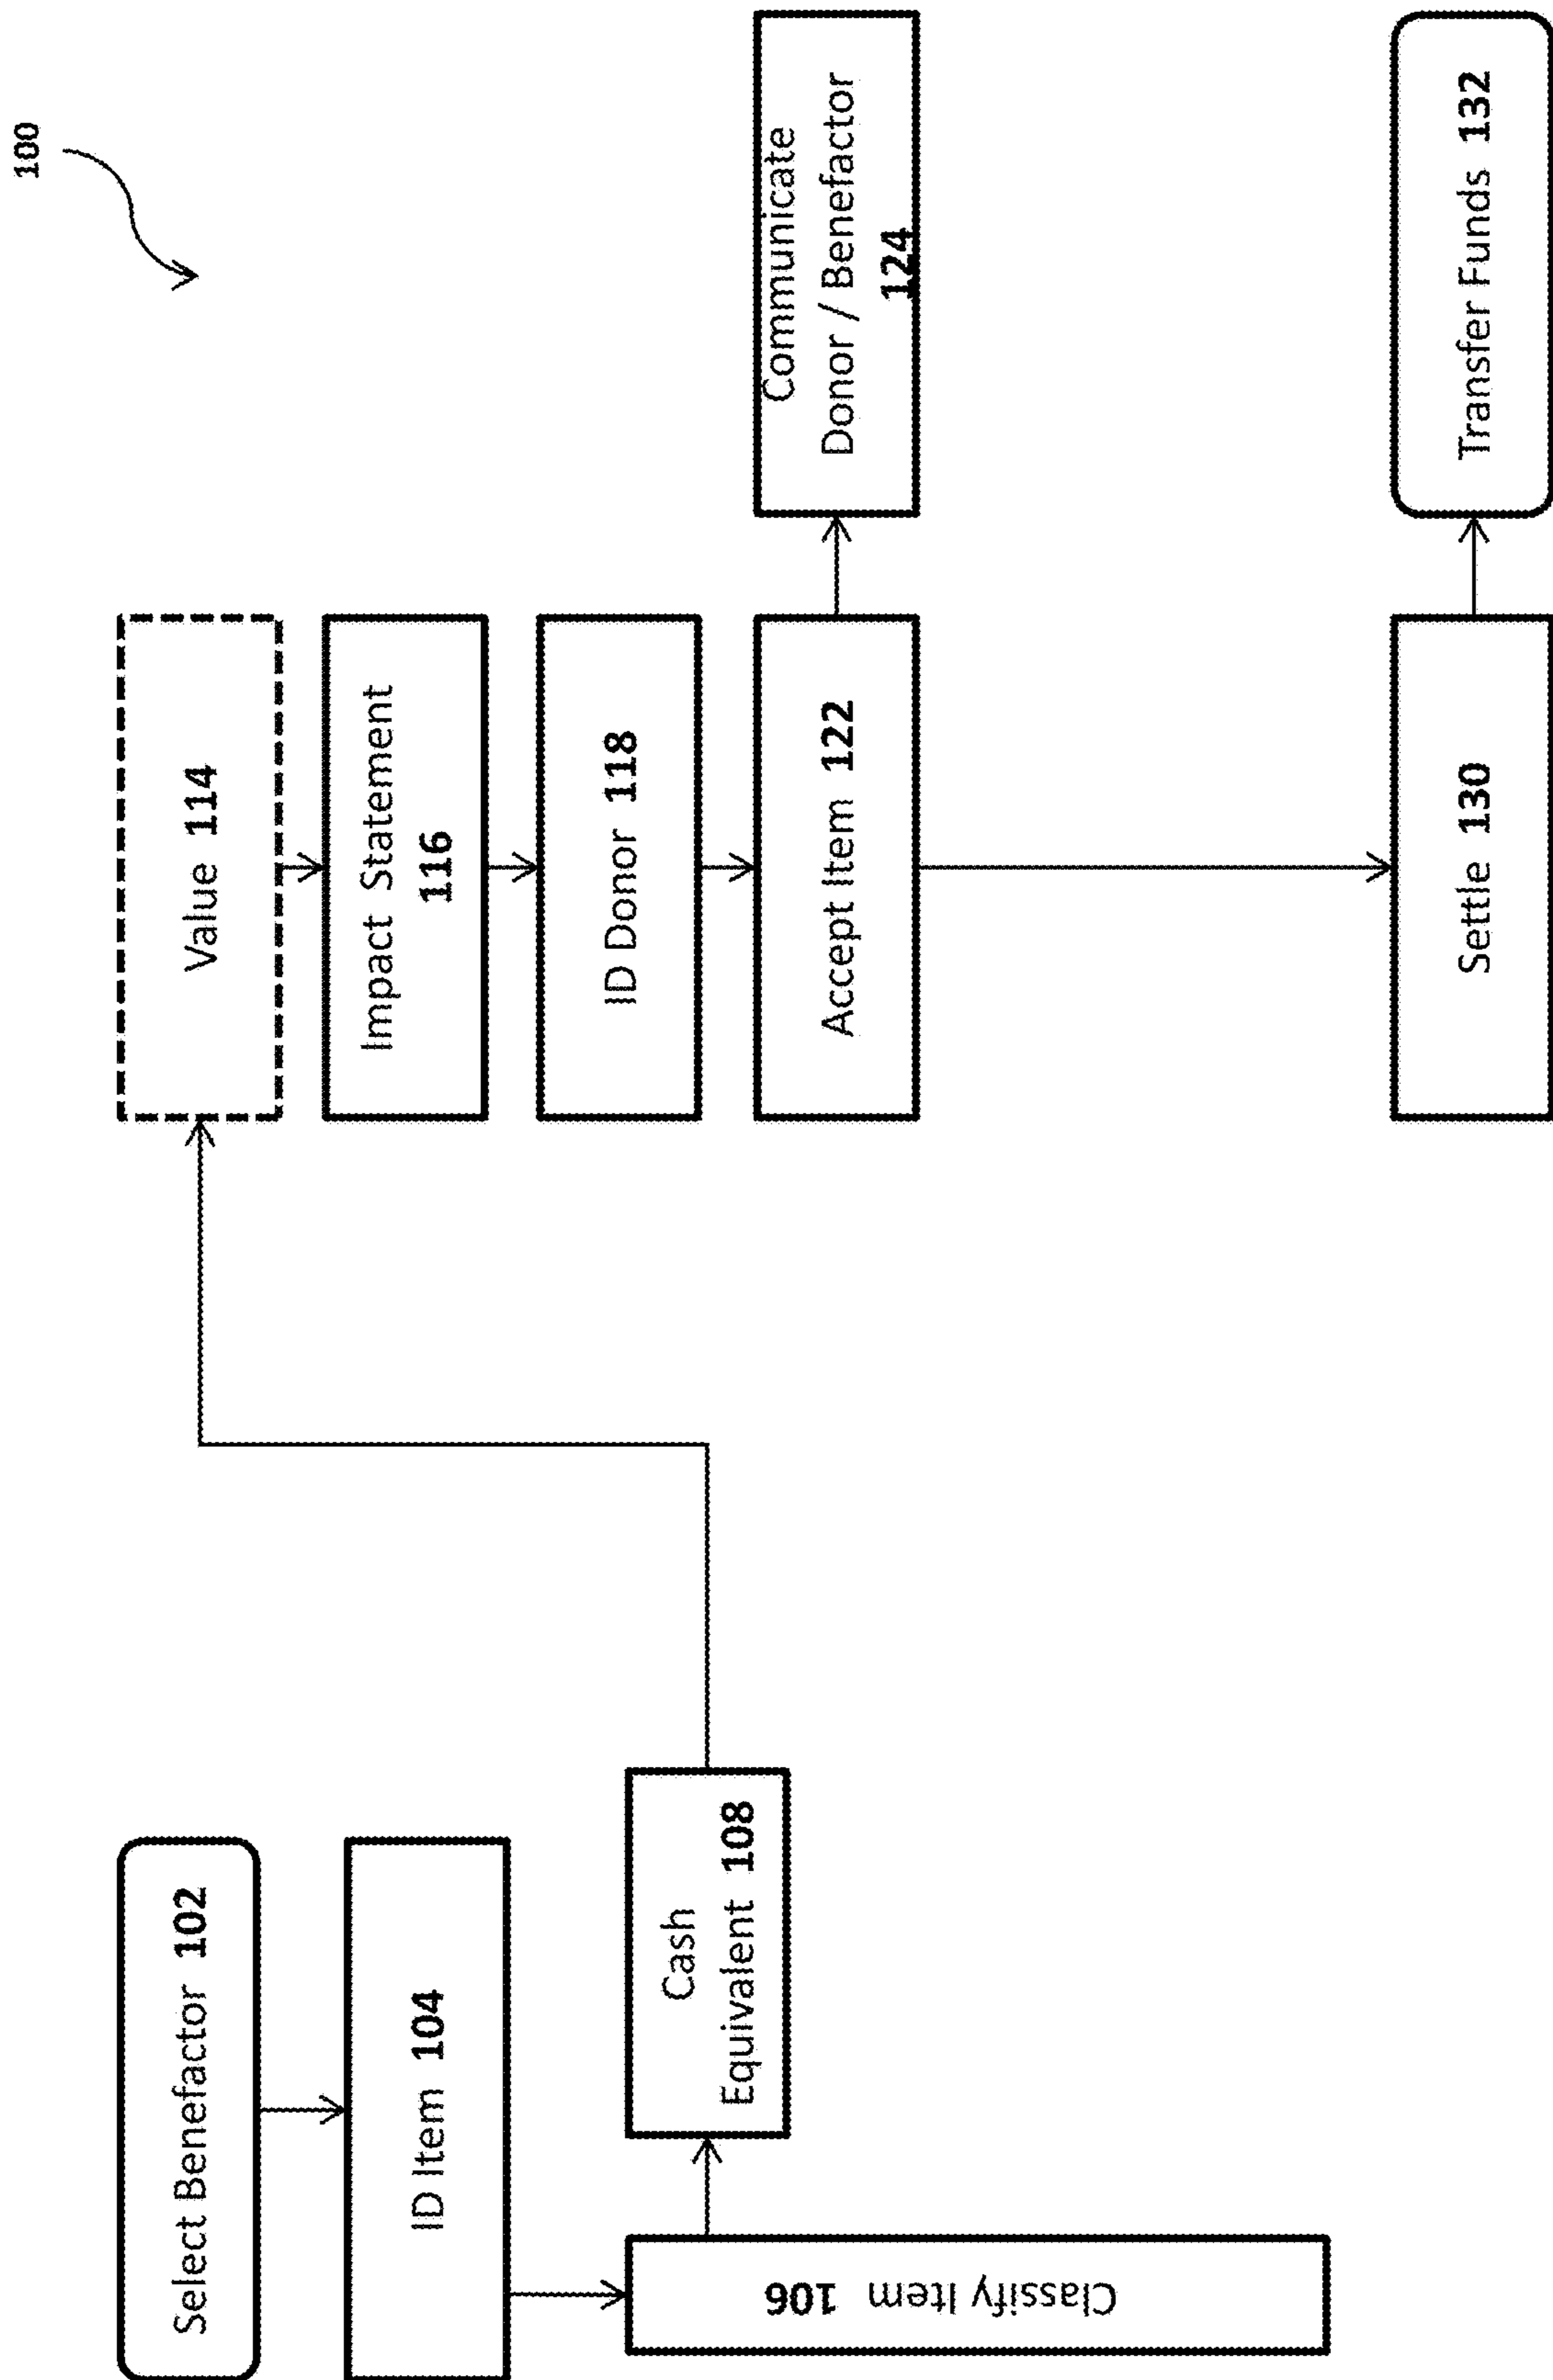 100
Select Benefactor 102
ID Item 104
Classify Item 106
Cash
Equivalent 108
Value 114
Impact Statement
116
ID Donor 118
Accept Item 122
Communicate
Donor / Benefactor
124
Settle 130
Transfer Funds 132